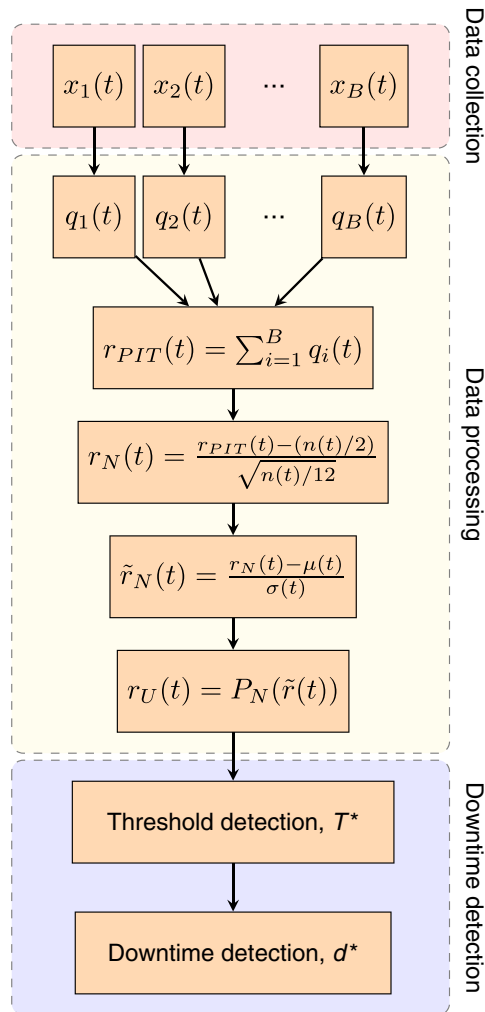 Data collection
x_1(t) x_2(t) ... x_B(t)
Data processing
q_1(t) q_2(t) ... q_B(t)
r_{PIT}(t) = \sum_{i=1}^{B} q_i(t)
r_N(t) = \frac{r_{PIT}(t)-(n(t)/2)}{\sqrt{n(t)/12}}
\tilde{r}_N(t) = \frac{r_N(t)-\mu(t)}{\sigma(t)}
r_U(t) = P_N(\tilde{r}(t))
Downtime detection
Threshold detection, T*
Downtime detection, d*